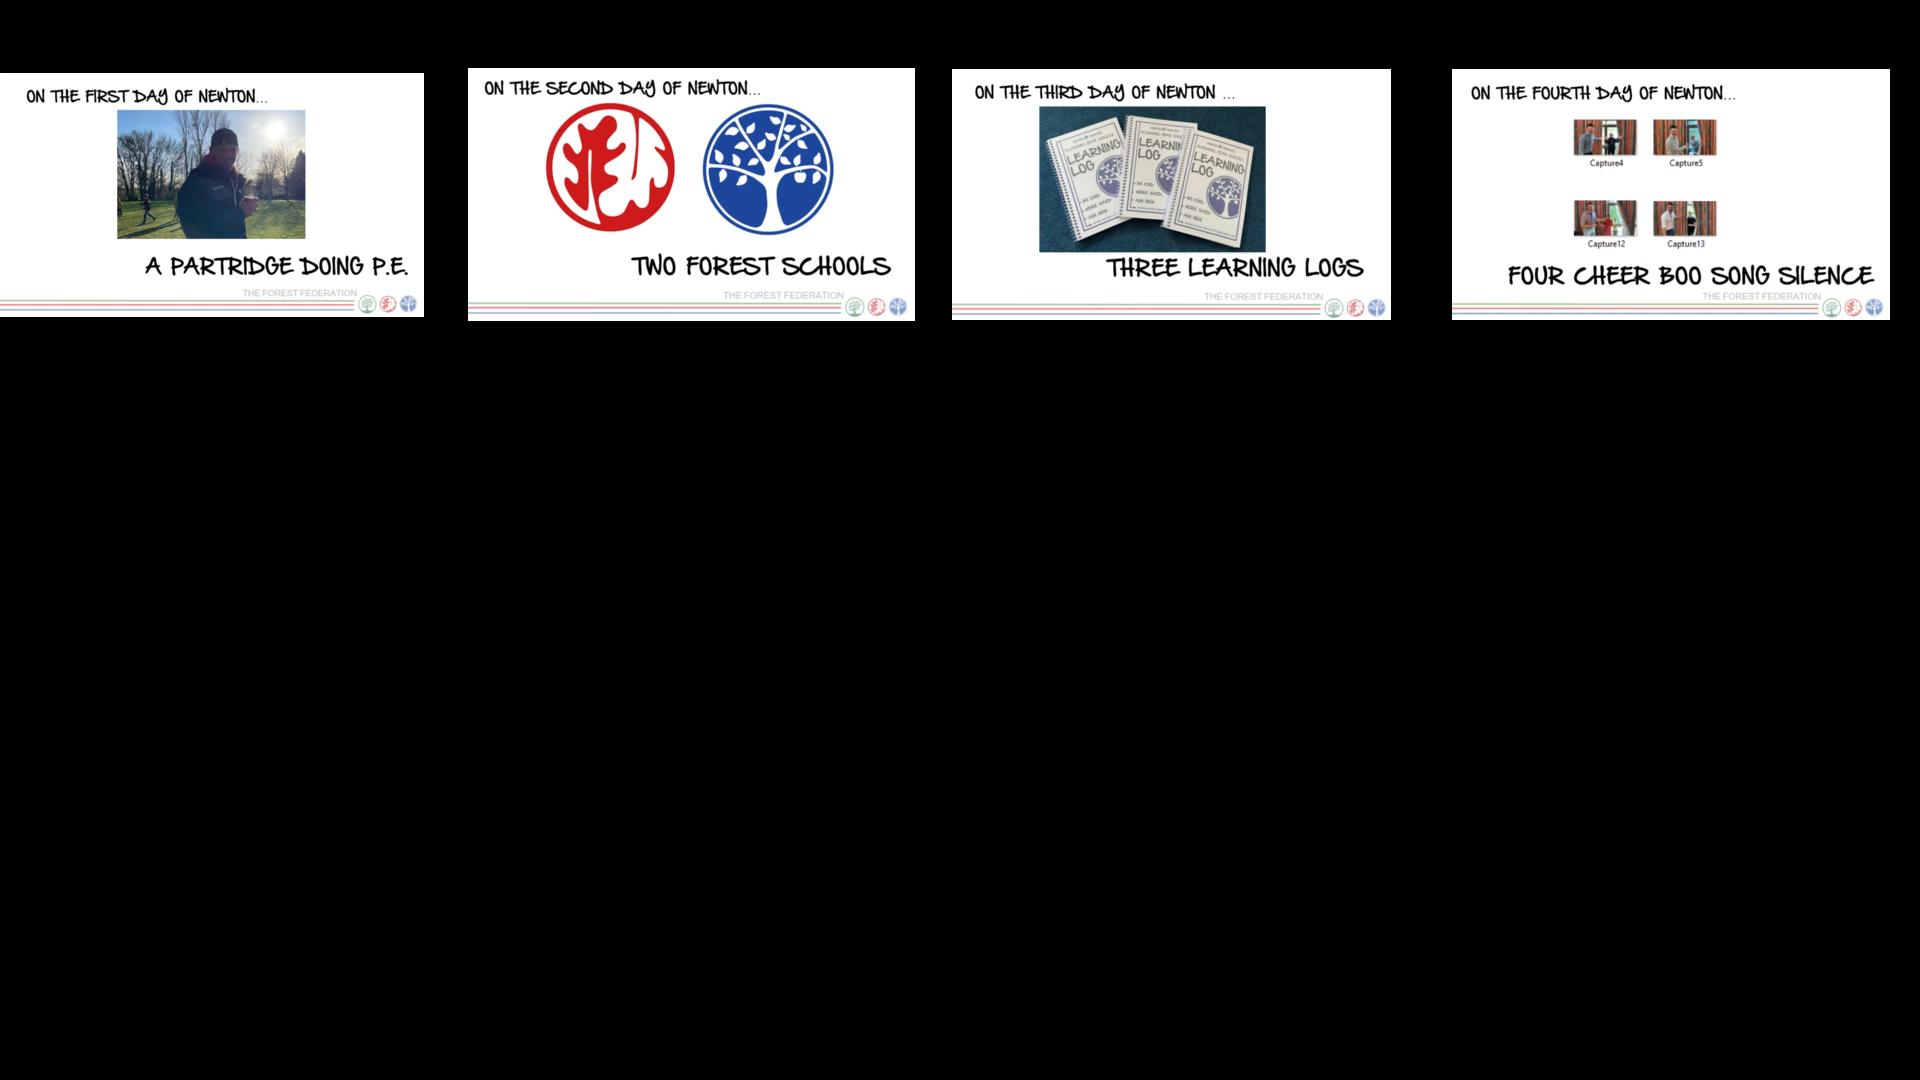 ON THE FIRST DAY OF NEWTON...
A PARTRIDGE DOING P.E.
THE FOREST FEDERATION
ON THE SECOND DAY OF NEWTON...
TWO FOREST SCHOOLS
THE FOREST FEDERATION
ON THE THIRD DAY OF NEWTON ...
LEARNING
LOG
LEARNIN
LOG
LEARNING
LOG
THREE LEARNING LOGS
THE FOREST FEDERATION
ON THE FOURTH DAY OF NEWTON...
Capture4
Capture5
Capture12
Capture13
FOUR CHEER BOO SONG SILENCE
THE FOREST FEDERATION